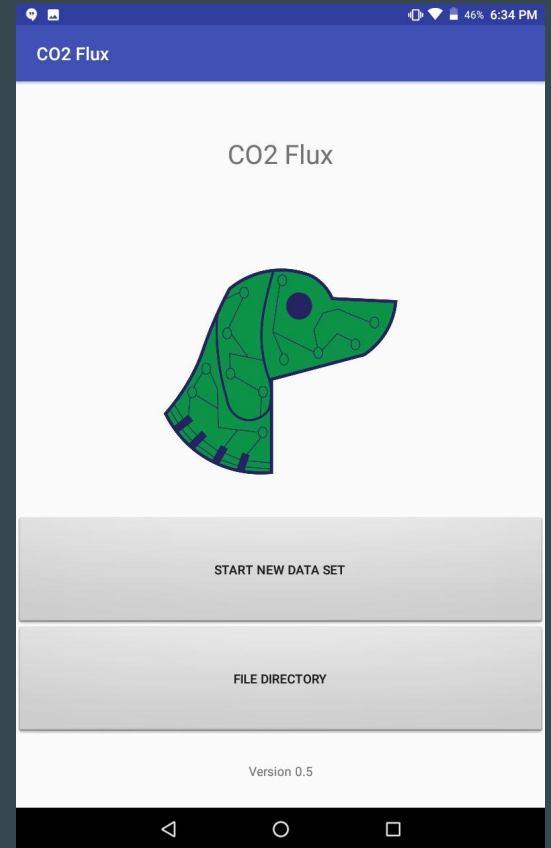 46% 6:34 PM
CO2 Flux
CO2 Flux
START NEW DATA SET
FILE DIRECTORY
Version 0.5